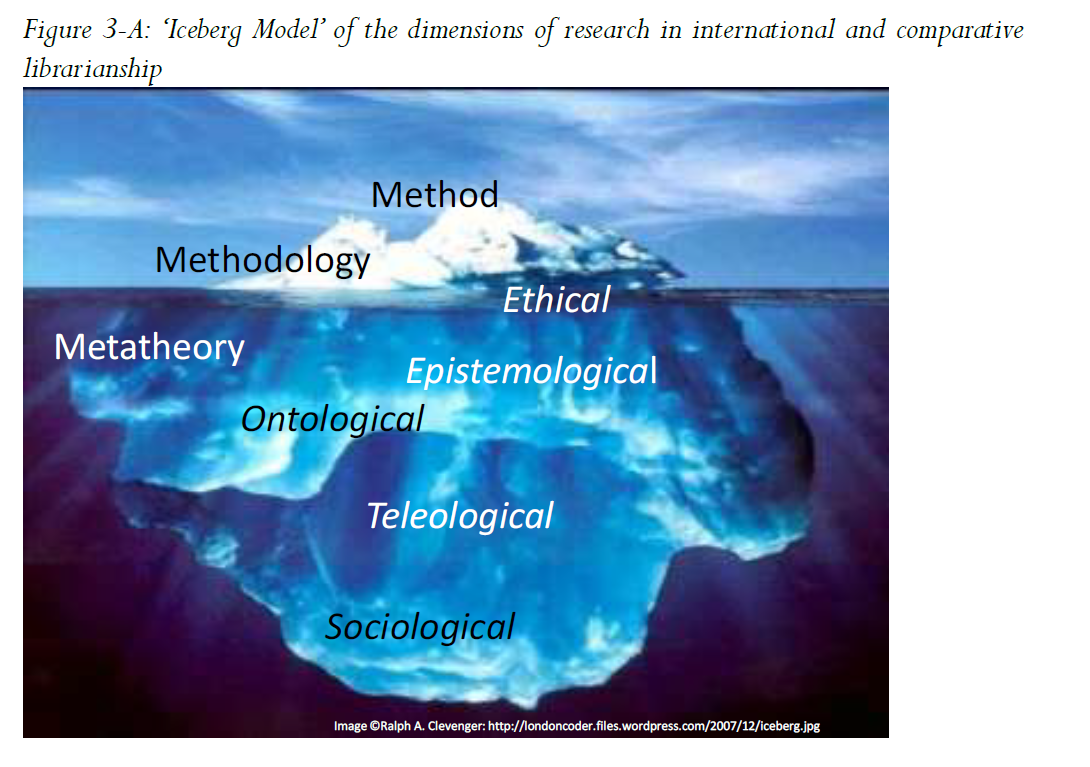 Figure 3-A: ‘Iceberg Model’ of the dimensions of research in international and comparative
librarianship
Method
Methodology
Ethical
Metatheory
Epistemological
Ontological
Teleological
Sociological
Image ©Ralph A. Clevenger: http://londoncoder.files.wordpress.com/2007/12/iceberg.jpg